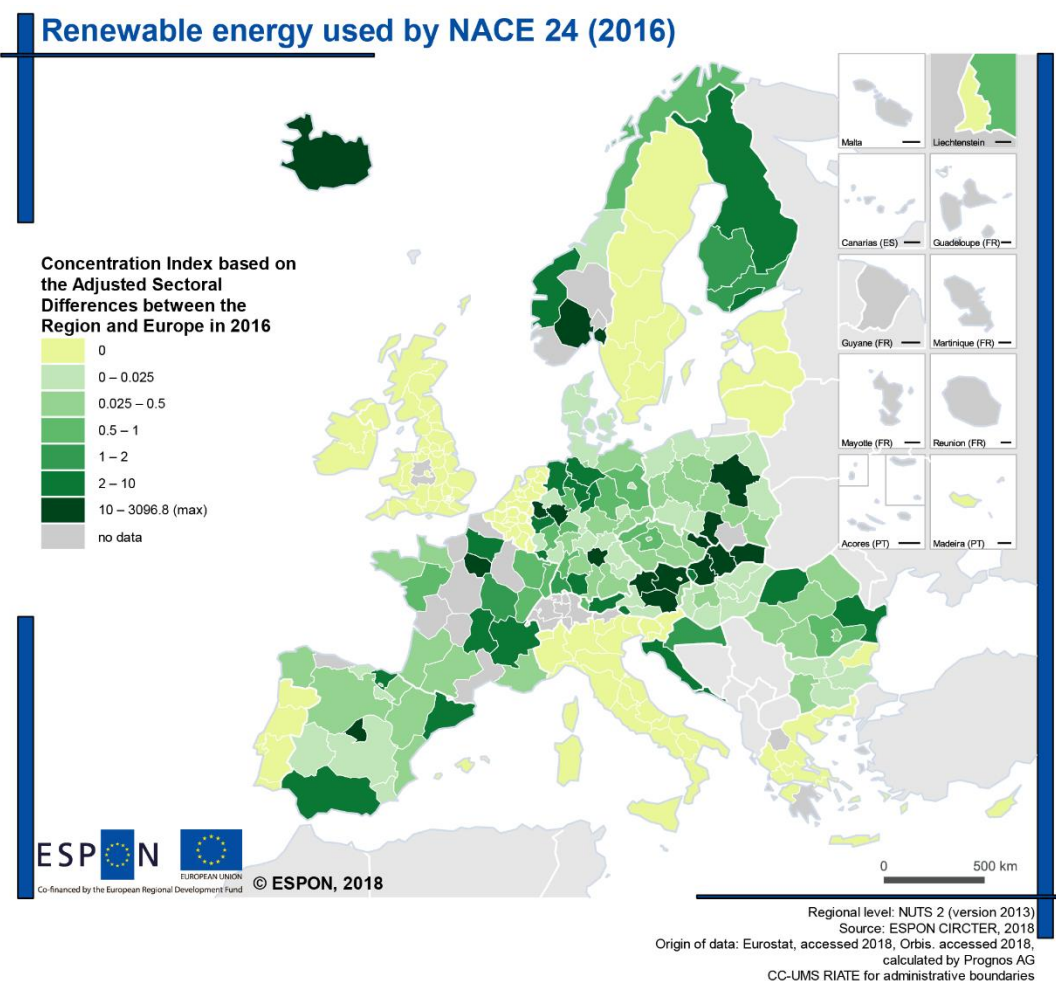 Renewable energy used by NACE 24 (2016)
Malta
Liechtenstein
Canarias (ES)
Guadeloupe (FR)
Guyane (FR)
Martinique (FR)
Mayotte (FR)
Reunion (FR)
Acores (PT)
Madeira (PT)
Concentration Index based on
the Adjusted Sectoral
Differences between the
Region and Europe in 2016
0
0 – 0.025
0.025 – 0.5
0.5 – 1
1 – 2
2 – 10
10 – 3096.8 (max)
no data
ESPON
EUROPEAN UNION
Co-financed by the European Regional Development Fund
© ESPON, 2018
0 500 km
Regional level: NUTS 2 (version 2013)
Source: ESPON CIRCTER, 2018
Origin of data: Eurostat, accessed 2018, Orbis. accessed 2018,
calculated by Prognos AG
CC-UMS RIATE for administrative boundaries